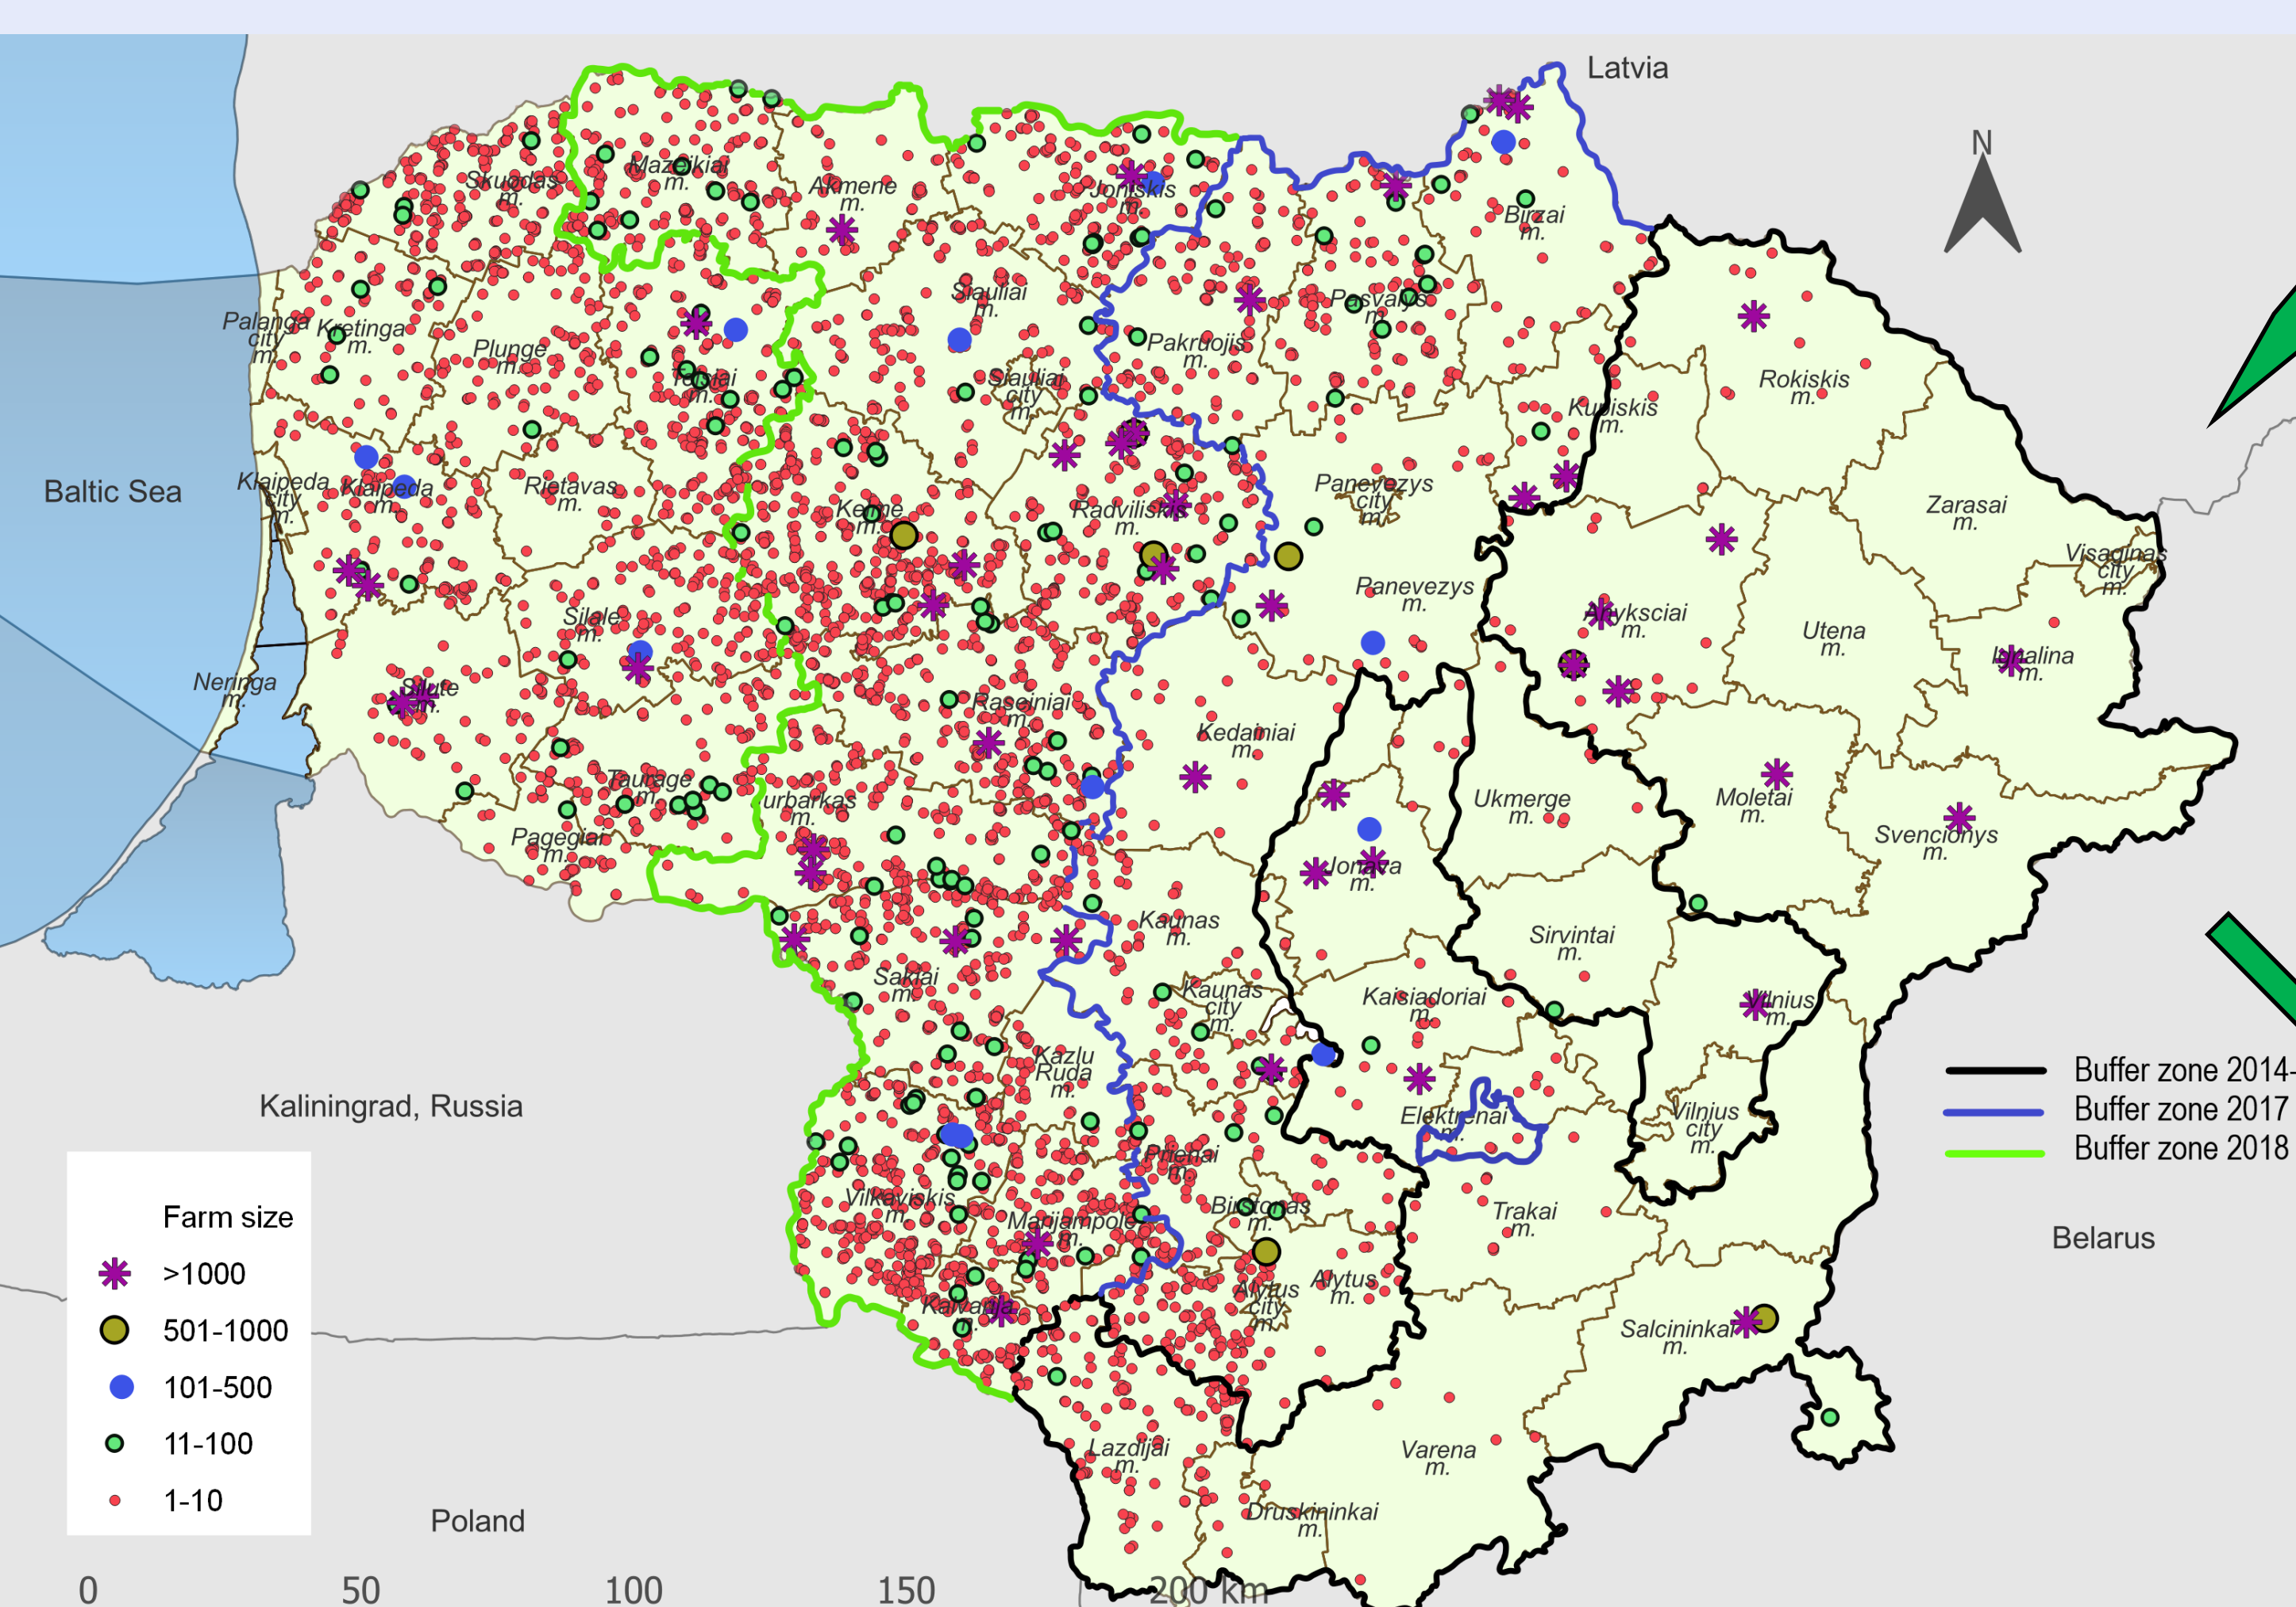 Latvia
N
Mazeikiai
m.
Skuodas
m.
Akmene
m.
Joniskis
m.
Birzai
m.
Siauliai
m.
Pasvalys
m.
Palanga
city
m.
Kretinga
m.
Plunge
m.
Pakruojis
m.
Telsiai
m.
Siauliai
city
m.
Rokiskis
m.
Kupiskis
m.
Baltic Sea
Klaipeda
city
m.
Klaipeda
m.
Rietavas
m.
Kelme
m.
Radviliskis
m.
Panevezys
city
m.
Zarasai
m.
Visaginas
city
m.
Panevezys
m.
Silale
m.
Anyksciai
m.
Utena
m.
Ignalina
m.
Neringa
m.
Silute
m.
Raseiniai
m.
Kedainiai
m.
Taurage
m.
urbarkas
m.
Ukmerge
m.
Moletai
m.
Svencionys
m.
Pagegiai
m.
Jonava
m.
Kaunas
m.
Sirvintai
m.
Sakiai
m.
Kaunas
city
m.
Kaisiadoriai
m.
Vilnius
m.
Kazlu
Ruda
m.
Buffer zone 2014-
Buffer zone 2017
Buffer zone 2018
Kaliningrad, Russia
Elektrenai
m.
Vilnius
city
m.
Prienai
m.
Vilkaviskis
m.
Marijampole
m.
Birstonas
m.
Trakai
m.
Belarus
Farm size
>1000
501-1000
101-500
11-100
1-10
Kalvarija
m.
Alytus
city
m.
Alytus
m.
Salcininkai
m.
Lazdijai
m.
Varena
m.
Druskininkai
m.
Poland
0 50 100 150 200 km